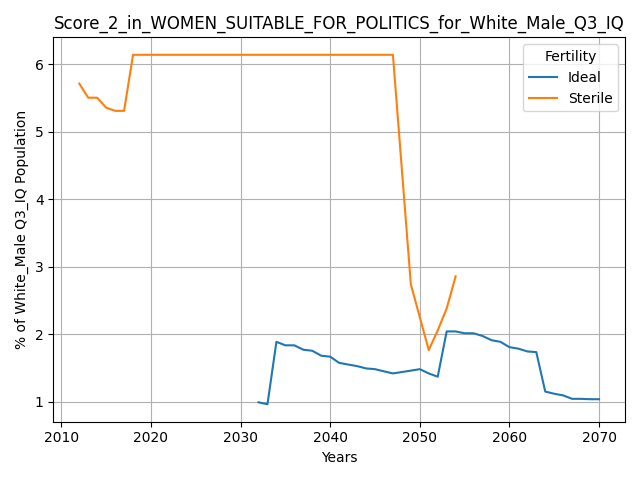 Score_2_in_WOMEN_SUITABLE_FOR_POLITICS_for_White_Male_Q3_IQ
Fertility
Ideal
Sterile
% of White_Male Q3_IQ Population
6
5
4
3
2
1
2010 2020 2030 2040 2050 2060 2070
Years